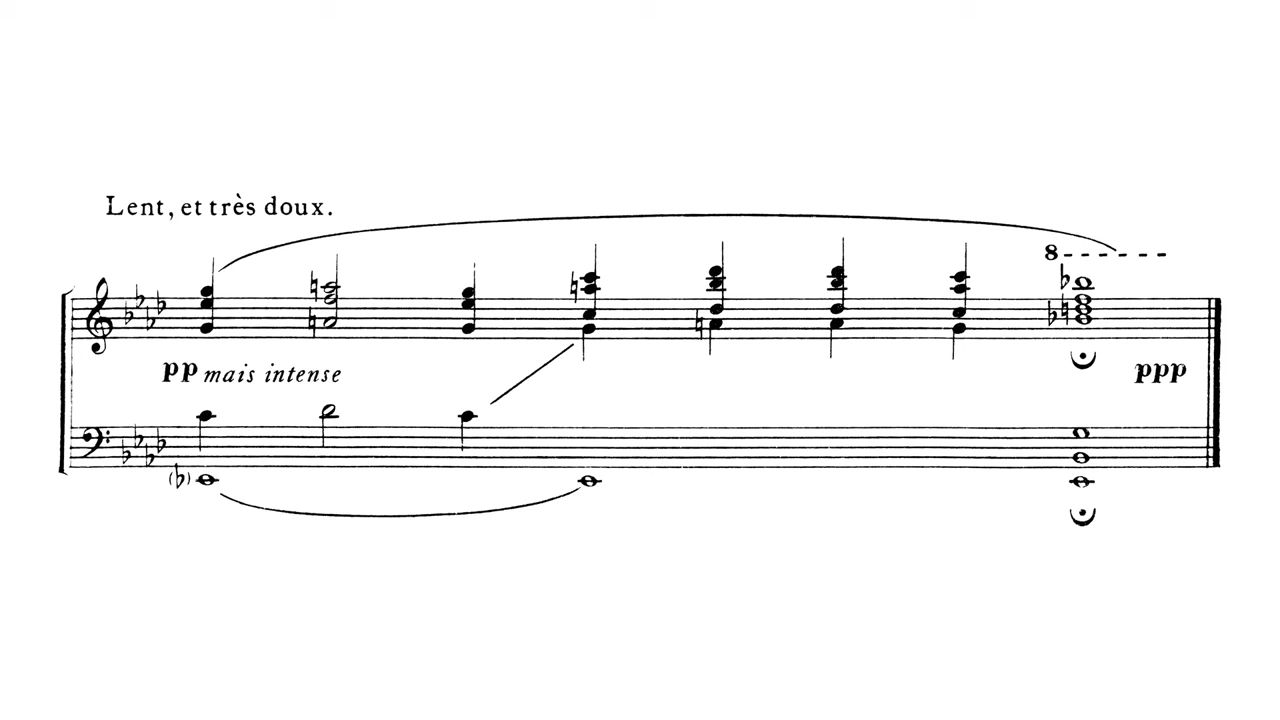 Lent, et très doux.
8
pp mais intense
ppp